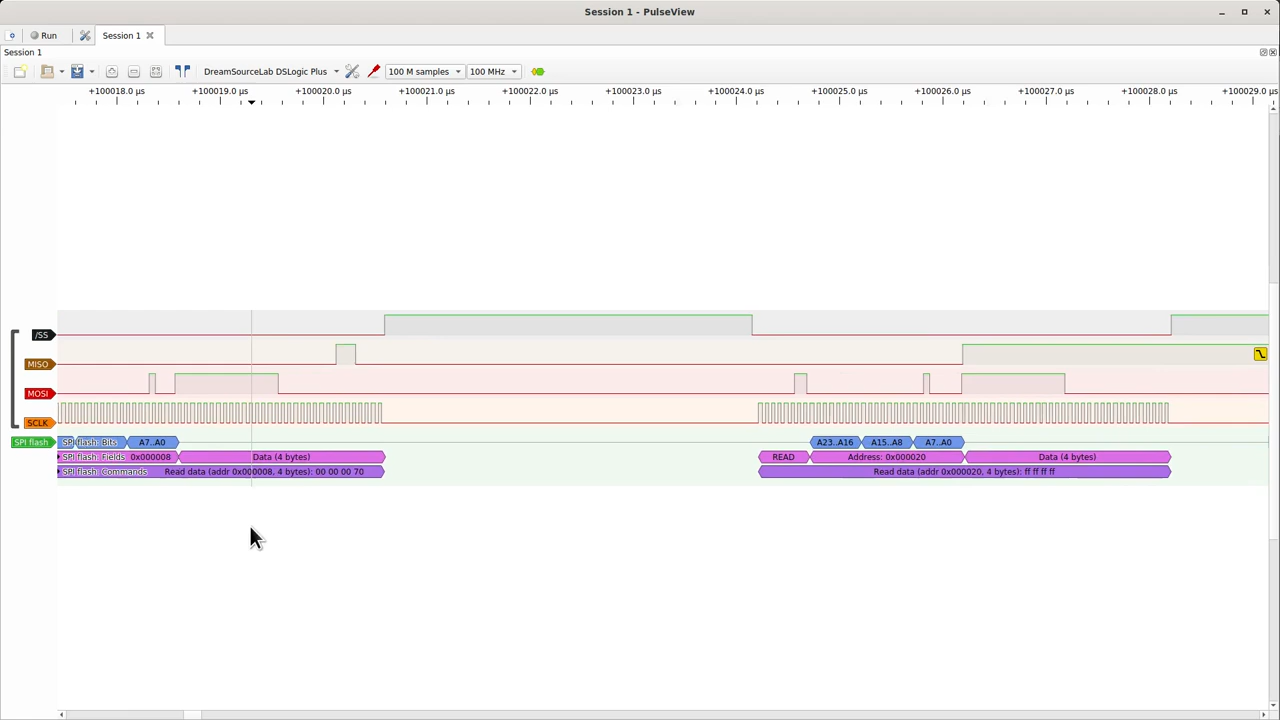 Session 1 - PulseView
Run
Session 1
Session 1
DreamSourceLab DSLogic Plus
100 M samples
100 MHz
+100018.0 µs +100019.0 µs +100020.0 µs +100021.0 µs +100022.0 µs +100023.0 µs +100024.0 µs +100025.0 µs +100026.0 µs +100027.0 µs +100028.0 µs +100029.0 µs
/SS
MISO
MOSI
SCLK
SPI flash SPI flash: Bits A7..A0 A23..A16 A15..A8 A7..A0
SPI flash: Fields 0x000008 Data (4 bytes) READ Address: 0x000020 Data (4 bytes)
SPI flash: Commands Read data (addr 0x000008, 4 bytes): 00 00 00 70 Read data (addr 0x000020, 4 bytes): ff ff ff ff